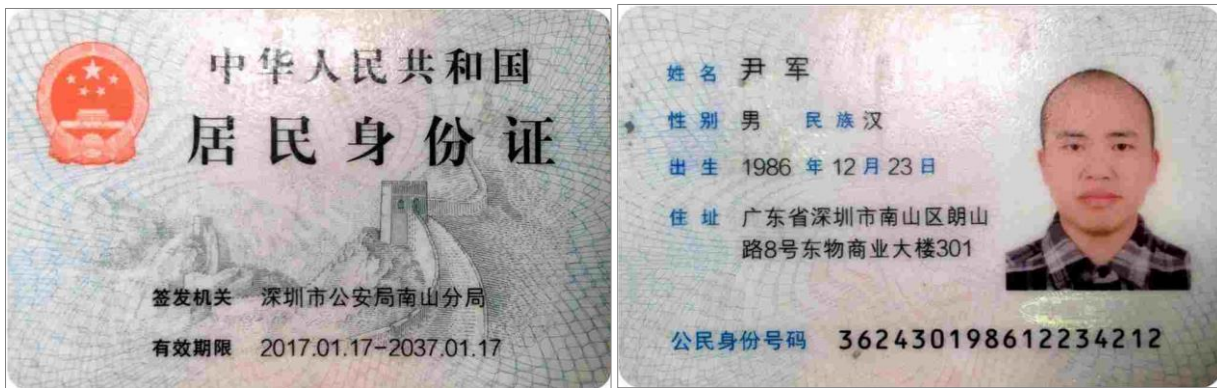 中华人民共和国
居民身份证
签发机关 深圳市公安局南山分局
有效期限 2017.01.17-2037.01.17
姓名 尹军
性别 男 民族 汉
出生 1986 年 12 月 23 日
住址 广东省深圳市南山区朗山
路8号东物商业大楼301
公民身份号码 362430198612234212